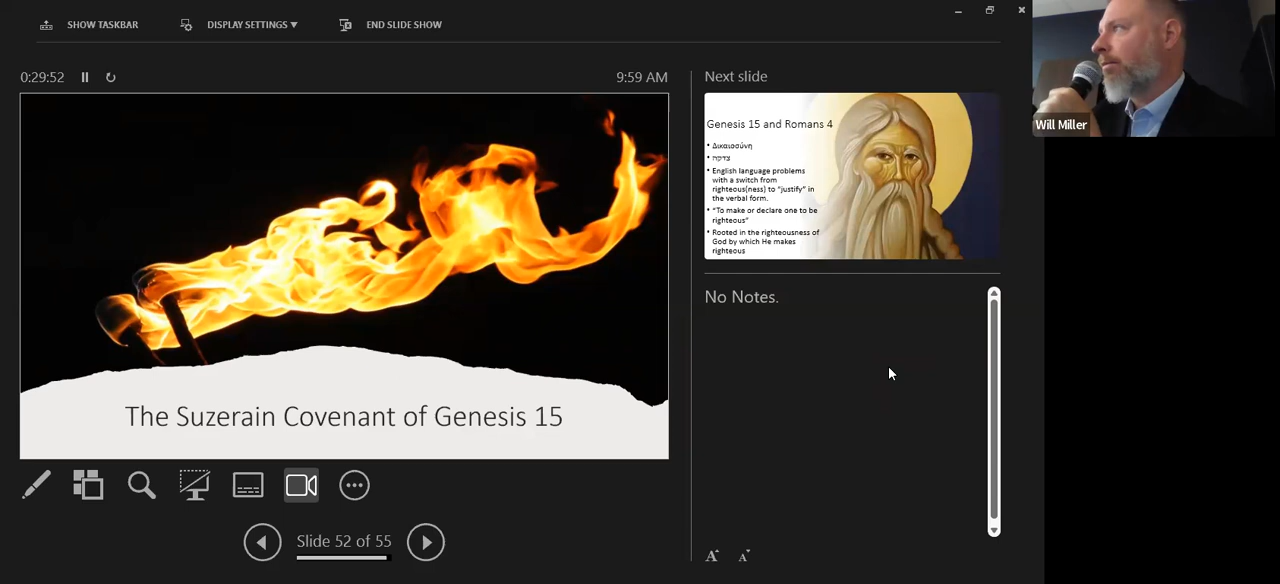 SHOW TASKBAR
DISPLAY SETTINGS ▼
END SLIDE SHOW
0:29:52
9:59 AM
The Suzerain Covenant of Genesis 15
Slide 52 of 55
Next slide
Genesis 15 and Romans 4
• Δικαιοσύνη
• צדקה
• English language problems
with a switch from
righteous(ness) to "justify" in
the verbal form.
• "To make or declare one to be
righteous"
• Rooted in the righteousness of
God by which He makes
righteous
No Notes.
A A
Will Miller